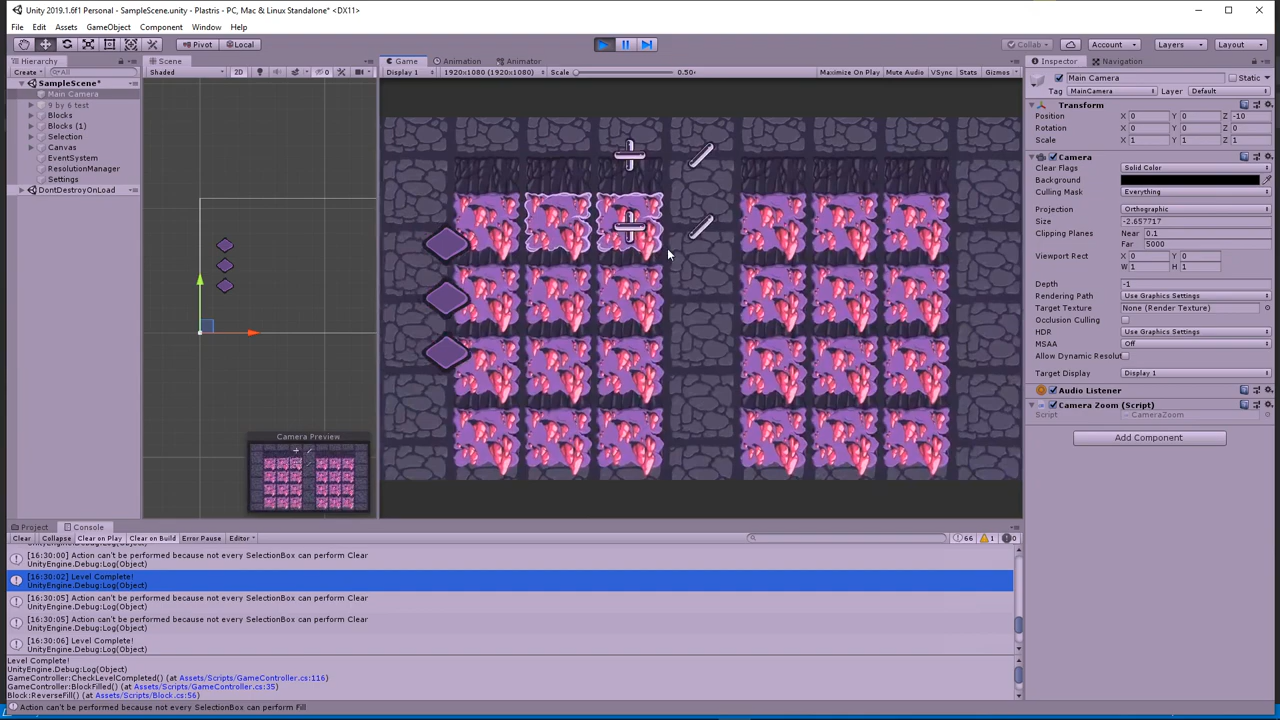 Unity 2019.1.6f1 Personal - SampleScene.unity - Plastris - PC, Mac & Linux Standalone* <DX11>
File Edit Assets GameObject Component Window Help
Pivot Local Collab Account Layers Layout
Hierarchy
Create All
SampleScene*
Main Camera
9 by 6 test
Blocks
Blocks (1)
Selection
Canvas
EventSystem
ResolutionManager
Settings
DontDestroyOnLoad
Scene
Shaded 2D 0
Camera Preview
Game Animation Animator
Display 1 1920x1080 (1920x1080) Scale 0.50 Maximize On Play Mute Audio VSync Stats Gizmos
Inspector Navigation
Main Camera Static
Tag MainCamera Layer Default
Transform
Position X 0 Y 0 Z -10
Rotation X 0 Y 0 Z 0
Scale X 1 Y 1 Z 1
Camera
Clear Flags Solid Color
Background
Culling Mask Everything
Projection Orthographic
Size -2.657717
Clipping Planes Near 0.1
Far 5000
Viewport Rect X 0 Y 0
W 1 H 1
Depth -1
Rendering Path Use Graphics Settings
Target Texture None (Render Texture)
Occlusion Culling
HDR Use Graphics Settings
MSAA Off
Allow Dynamic Resolut
Target Display Display 1
Audio Listener
Camera Zoom (Script)
Script CameraZoom
Add Component
Project Console
Clear Collapse Clear on Play Clear on Build Error Pause Editor 66 1 0
UnityEngine.Debug:Log(Object)
[16:30:00] Action can't be performed because not every SelectionBox can perform Clear
UnityEngine.Debug:Log(Object)
[16:30:02] Level Complete!
UnityEngine.Debug:Log(Object)
[16:30:05] Action can't be performed because not every SelectionBox can perform Clear
UnityEngine.Debug:Log(Object)
[16:30:05] Action can't be performed because not every SelectionBox can perform Clear
UnityEngine.Debug:Log(Object)
[16:30:06] Level Complete!
UnityEngine.Debug:Log(Object)
Level Complete!
UnityEngine.Debug:Log(Object)
GameController:CheckLevelCompleted() (at Assets/Scripts/GameController.cs:116)
GameController:BlockFilled() (at Assets/Scripts/GameController.cs:35)
Block:ReverseFill() (at Assets/Scripts/Block.cs:56)
Action can't be performed because not every SelectionBox can perform Fill